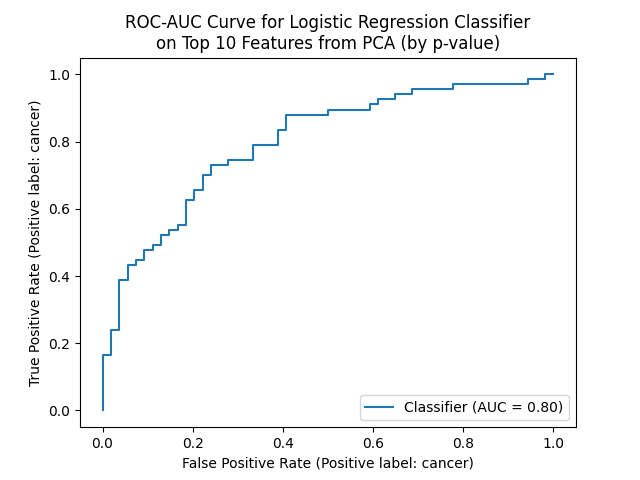 ROC-AUC Curve for Logistic Regression Classifier
on Top 10 Features from PCA (by p-value)
True Positive Rate (Positive label: cancer)
1.0
0.8
0.6
0.4
0.2
0.0
Classifier (AUC = 0.80)
0.0 0.2 0.4 0.6 0.8 1.0
False Positive Rate (Positive label: cancer)